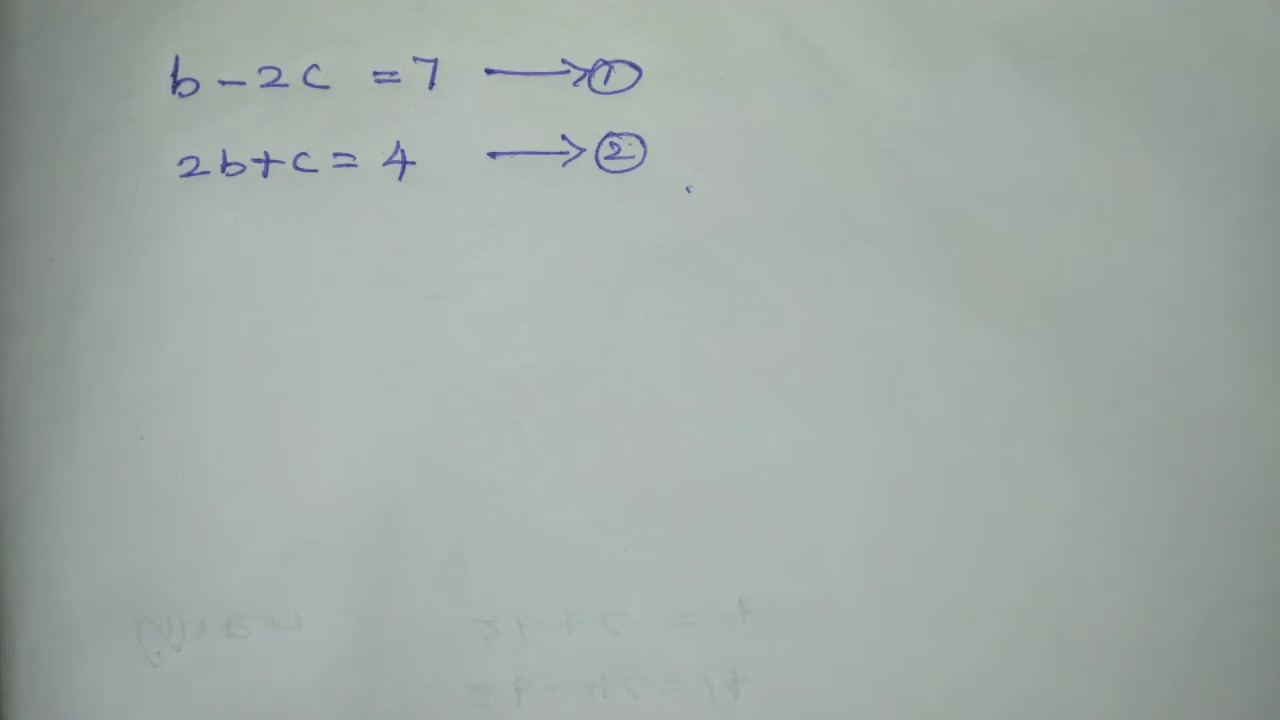 b - 2c = 7 ⟶ ①
2b + c = 4 ⟶ ②